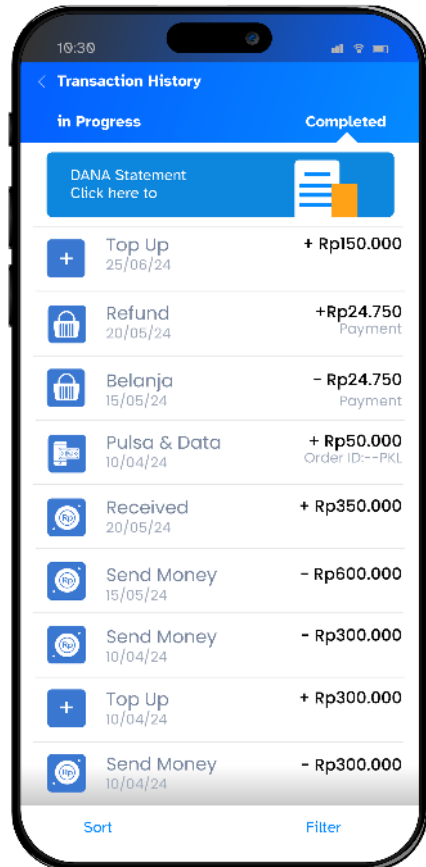 10:30
Transaction History
in Progress
Completed
DANA Statement
Click here to
Top Up
+ Rp150.000
25/06/24
Refund
+Rp24.750
20/05/24
Payment
Belanja
- Rp24.750
15/05/24
Payment
Pulsa & Data
+ Rp50.000
10/04/24
Order ID:--PKL
Received
+ Rp350.000
20/05/24
Send Money
- Rp600.000
15/05/24
Send Money
- Rp300.000
10/04/24
Top Up
+ Rp300.000
10/04/24
Send Money
- Rp300.000
10/04/24
Sort
Filter